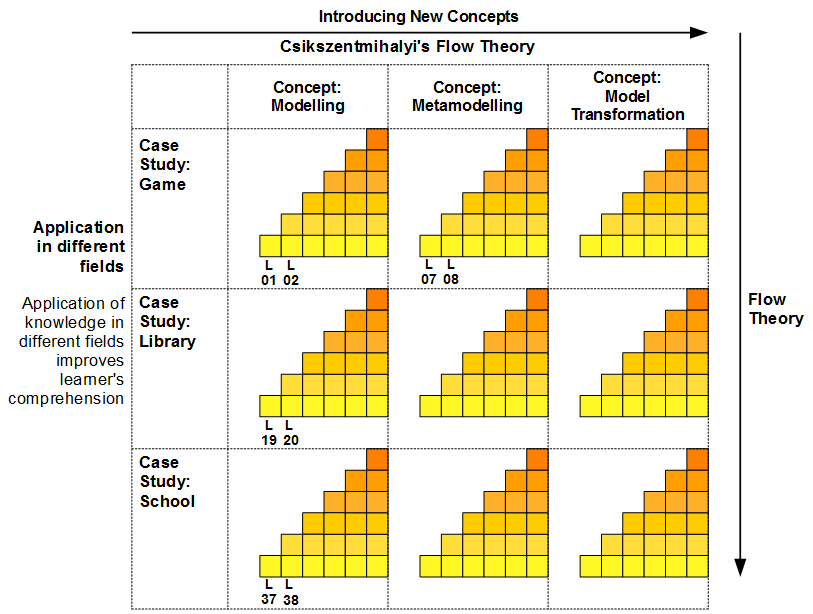 Introducing New Concepts
Csikszentmihalyi's Flow Theory
Concept:
Modelling
Concept:
Metamodelling
Concept:
Model
Transformation
Case
Study:
Game
L L
01 02
L L
07 08
Application
in different
fields
Application of
knowledge in
different fields
improves
learner's
comprehension
Case
Study:
Library
L L
19 20
Flow
Theory
Case
Study:
School
L L
37 38